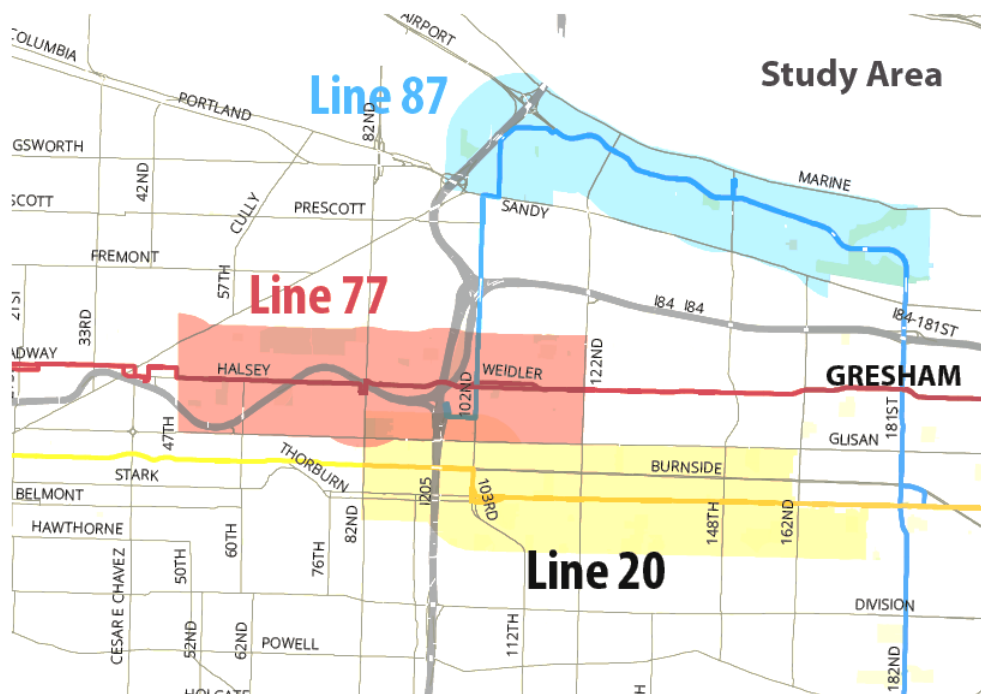 COLUMBIA
AIRPORT
Study Area
Line 87
PORTLAND
82ND
GSWORTH
42ND
MARINE
SCOTT
CULLY
PRESCOTT
SANDY
FREMONT
57TH
Line 77
I84 I84
I84-181ST
21ST
33RD
ADWAY
HALSEY
WEIDLER
122ND
102ND
GRESHAM
181ST
47TH
GLISAN
THORBURN
BURNSIDE
STARK
I205
103RD
BELMONT
82ND
148TH
162ND
HAWTHORNE
60TH
76TH
50TH
Line 20
CESAR E CHAVEZ
DIVISION
52ND
62ND
112TH
POWELL
182ND
HOLGATE